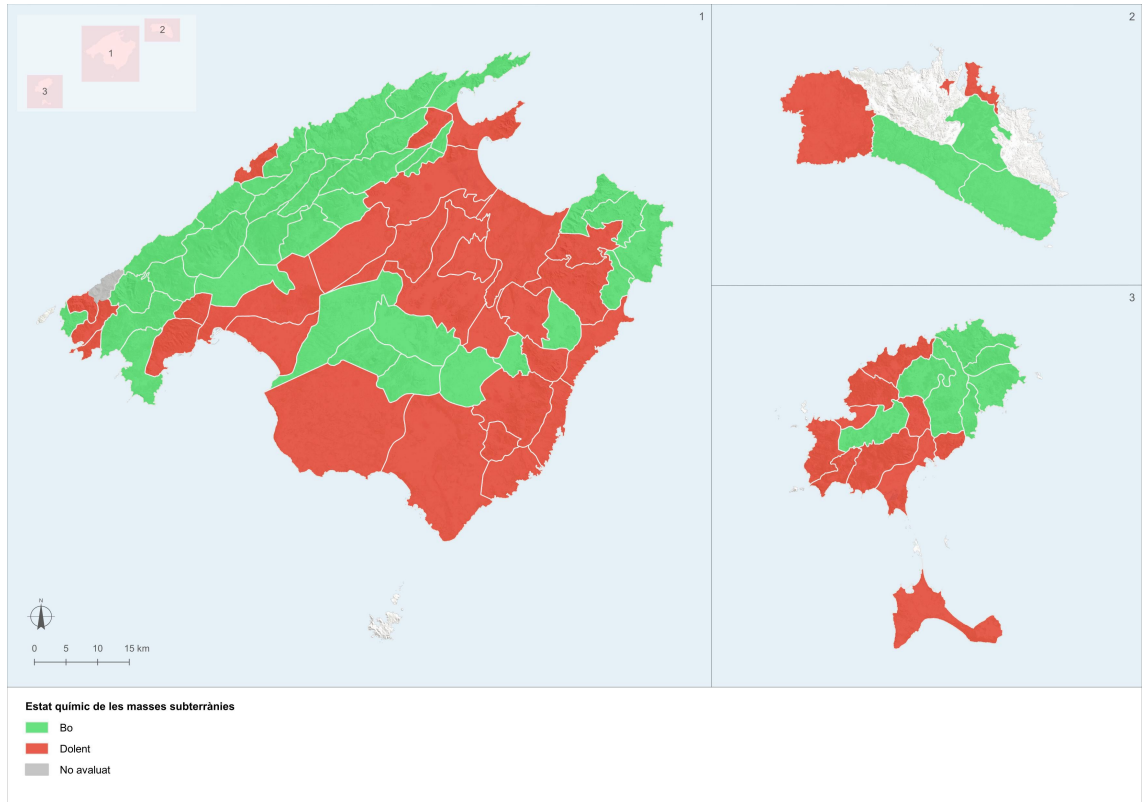 1
2
3
1
2
3
N
0 5 10 15 km
Estat químic de les masses subterrànies
Bo
Dolent
No avaluat